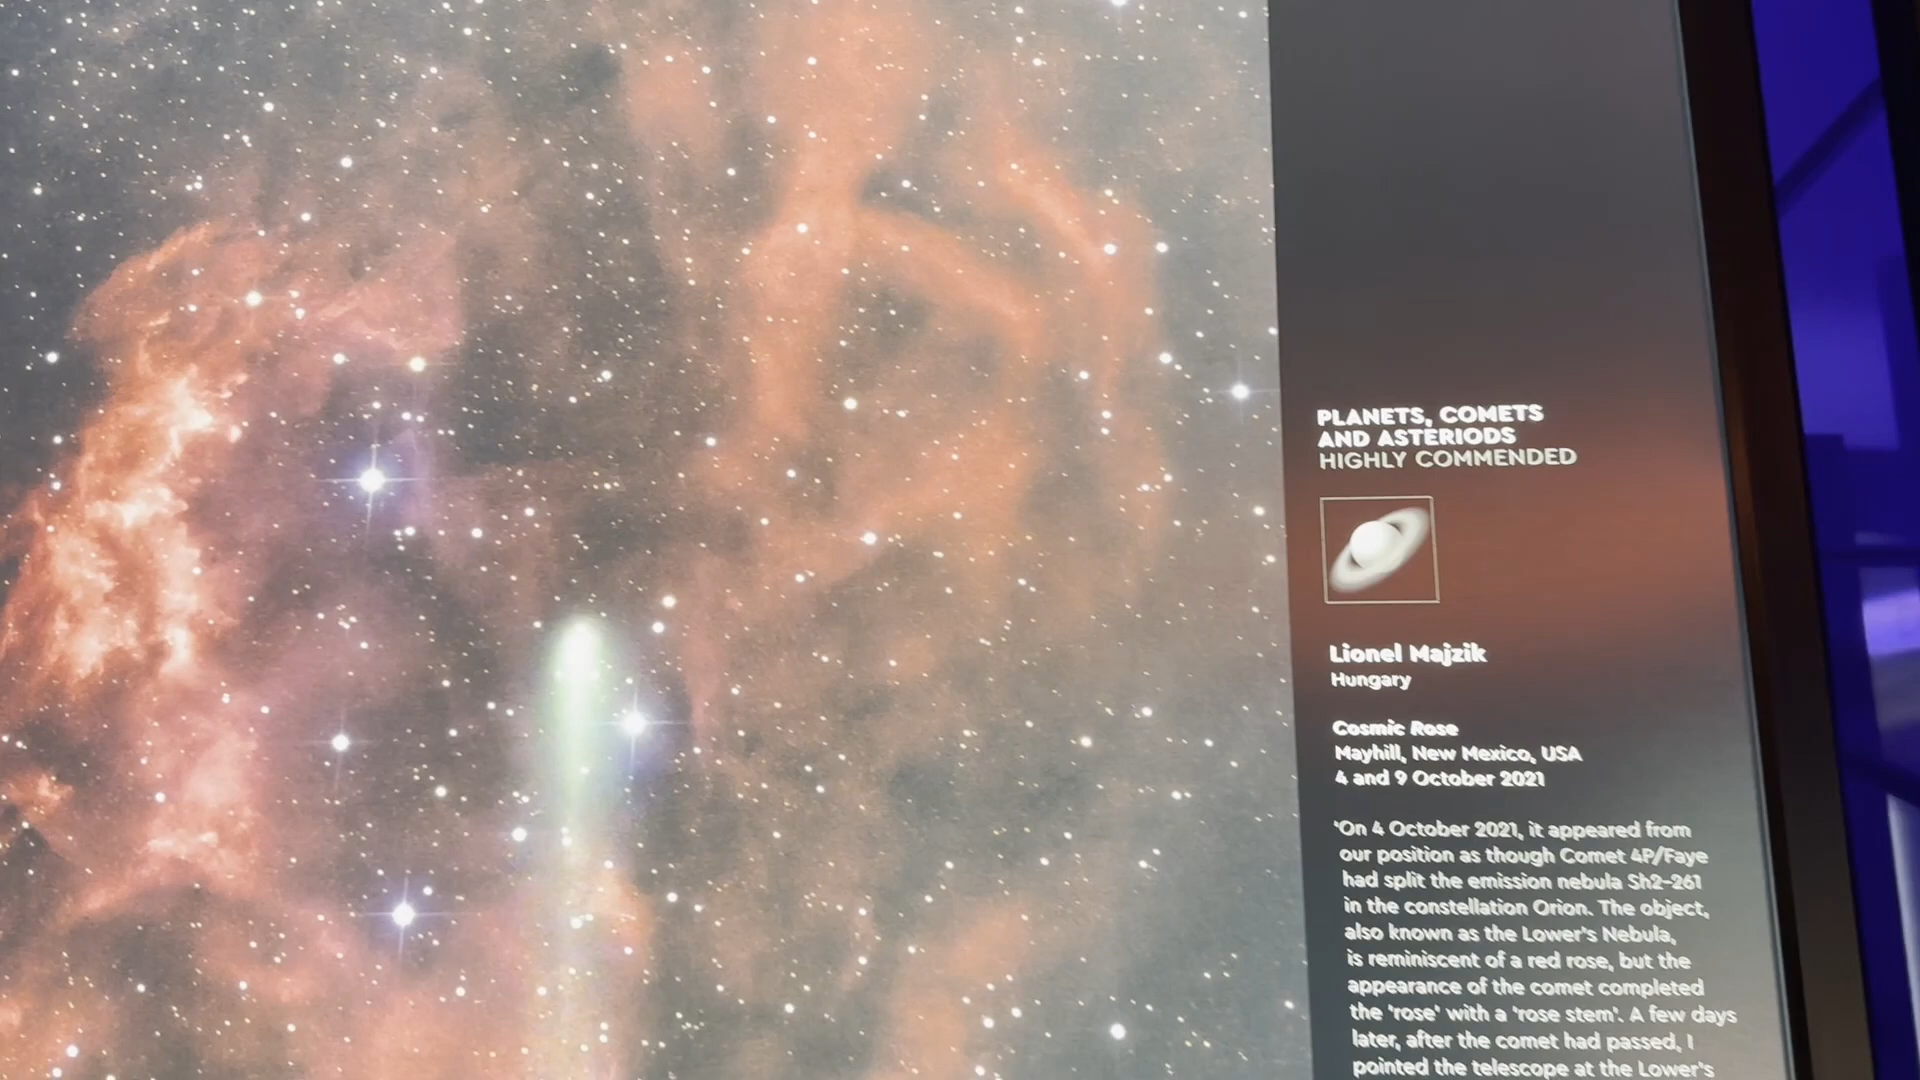 PLANETS, COMETS
AND ASTERIODS
HIGHLY COMMENDED
Lionel Majzik
Hungary
Cosmic Rose
Mayhill, New Mexico, USA
4 and 9 October 2021
'On 4 October 2021, it appeared from
our position as though Comet 4P/Faye
had split the emission nebula Sh2-261
in the constellation Orion. The object,
also known as the Lower's Nebula,
is reminiscent of a red rose, but the
appearance of the comet completed
the 'rose' with a 'rose stem'. A few days
later, after the comet had passed, I
pointed the telescope at the Lower's